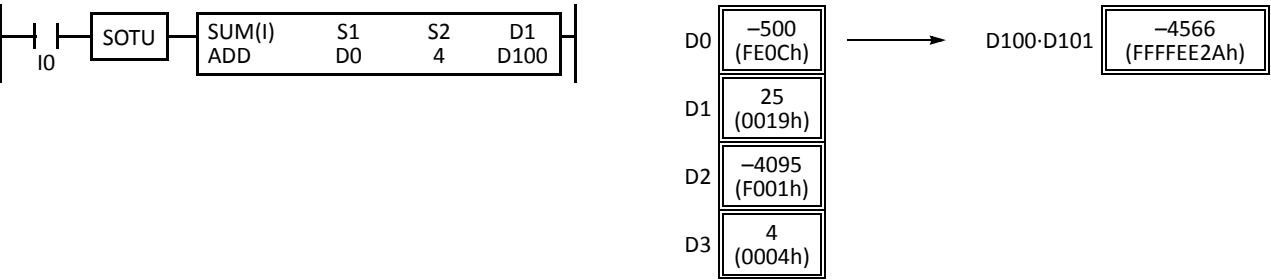 I0
SOTU
SUM(I) S1 S2 D1
ADD D0 4 D100
D0 –500
(FE0Ch)
D100·D101 –4566
(FFFFEE2Ah)
D1 25
(0019h)
D2 –4095
(F001h)
D3 4
(0004h)